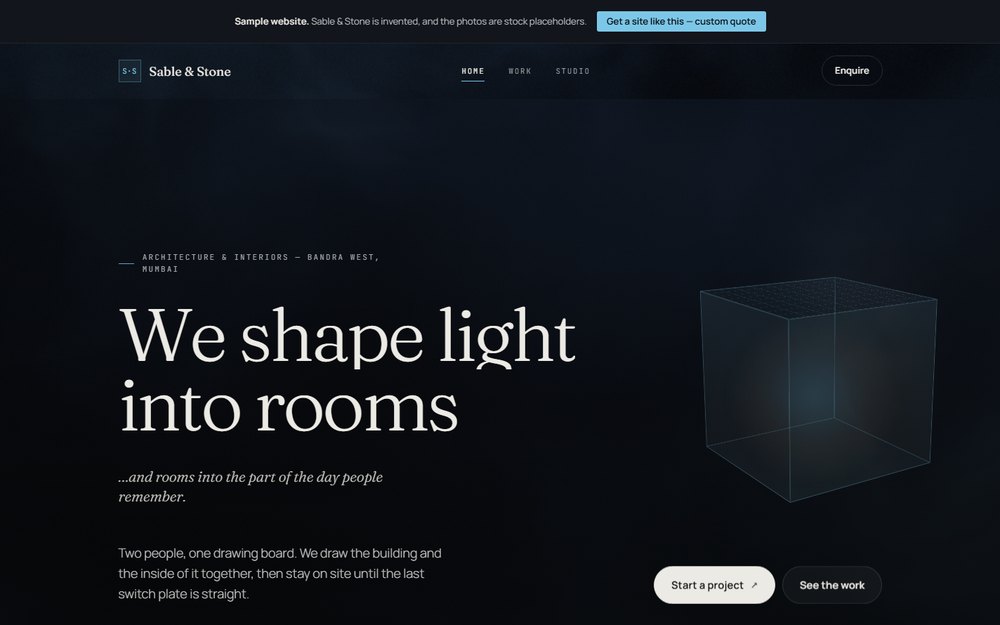 Sample website. Sable & Stone is invented, and the photos are stock placeholders. Get a site like this — custom quote
S·S Sable & Stone HOME WORK STUDIO Enquire
ARCHITECTURE & INTERIORS — BANDRA WEST,
MUMBAI
We shape light
into rooms
...and rooms into the part of the day people
remember.
Two people, one drawing board. We draw the building and
the inside of it together, then stay on site until the last
switch plate is straight.
Start a project ↗ See the work